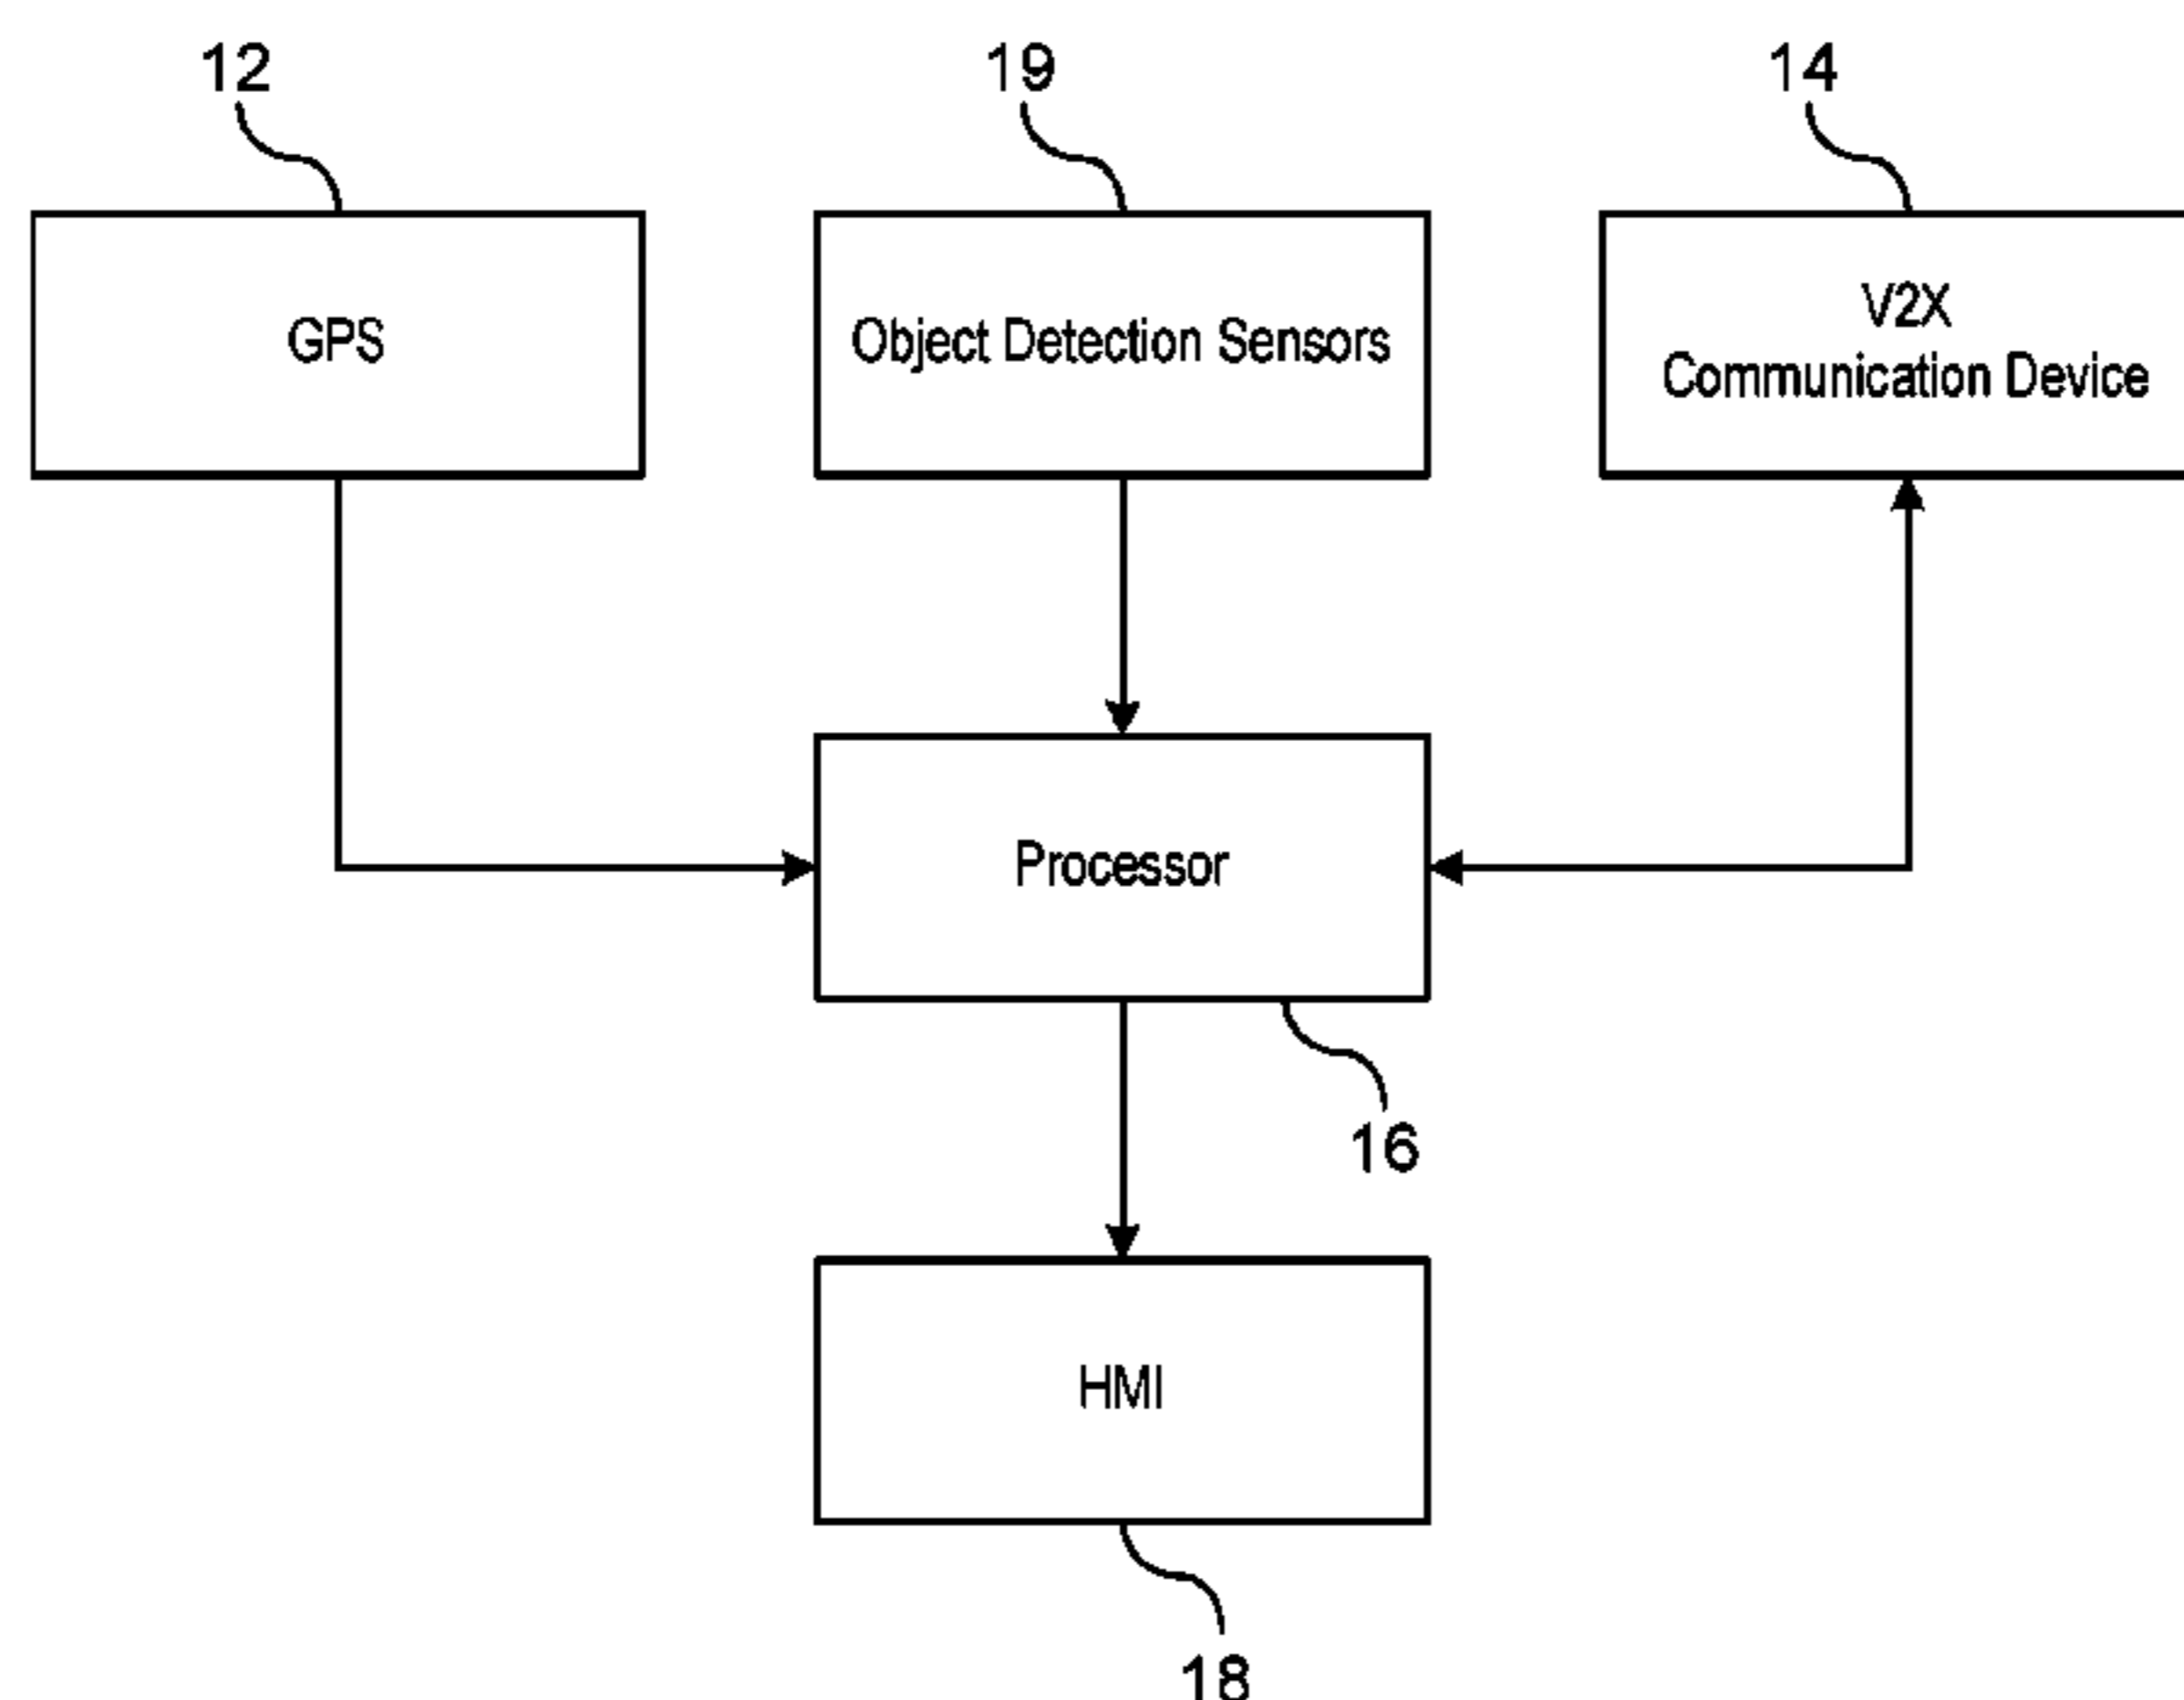 12
19
14
GPS
Object Detection Sensors
V2X
Communication Device
Processor
16
HMI
18